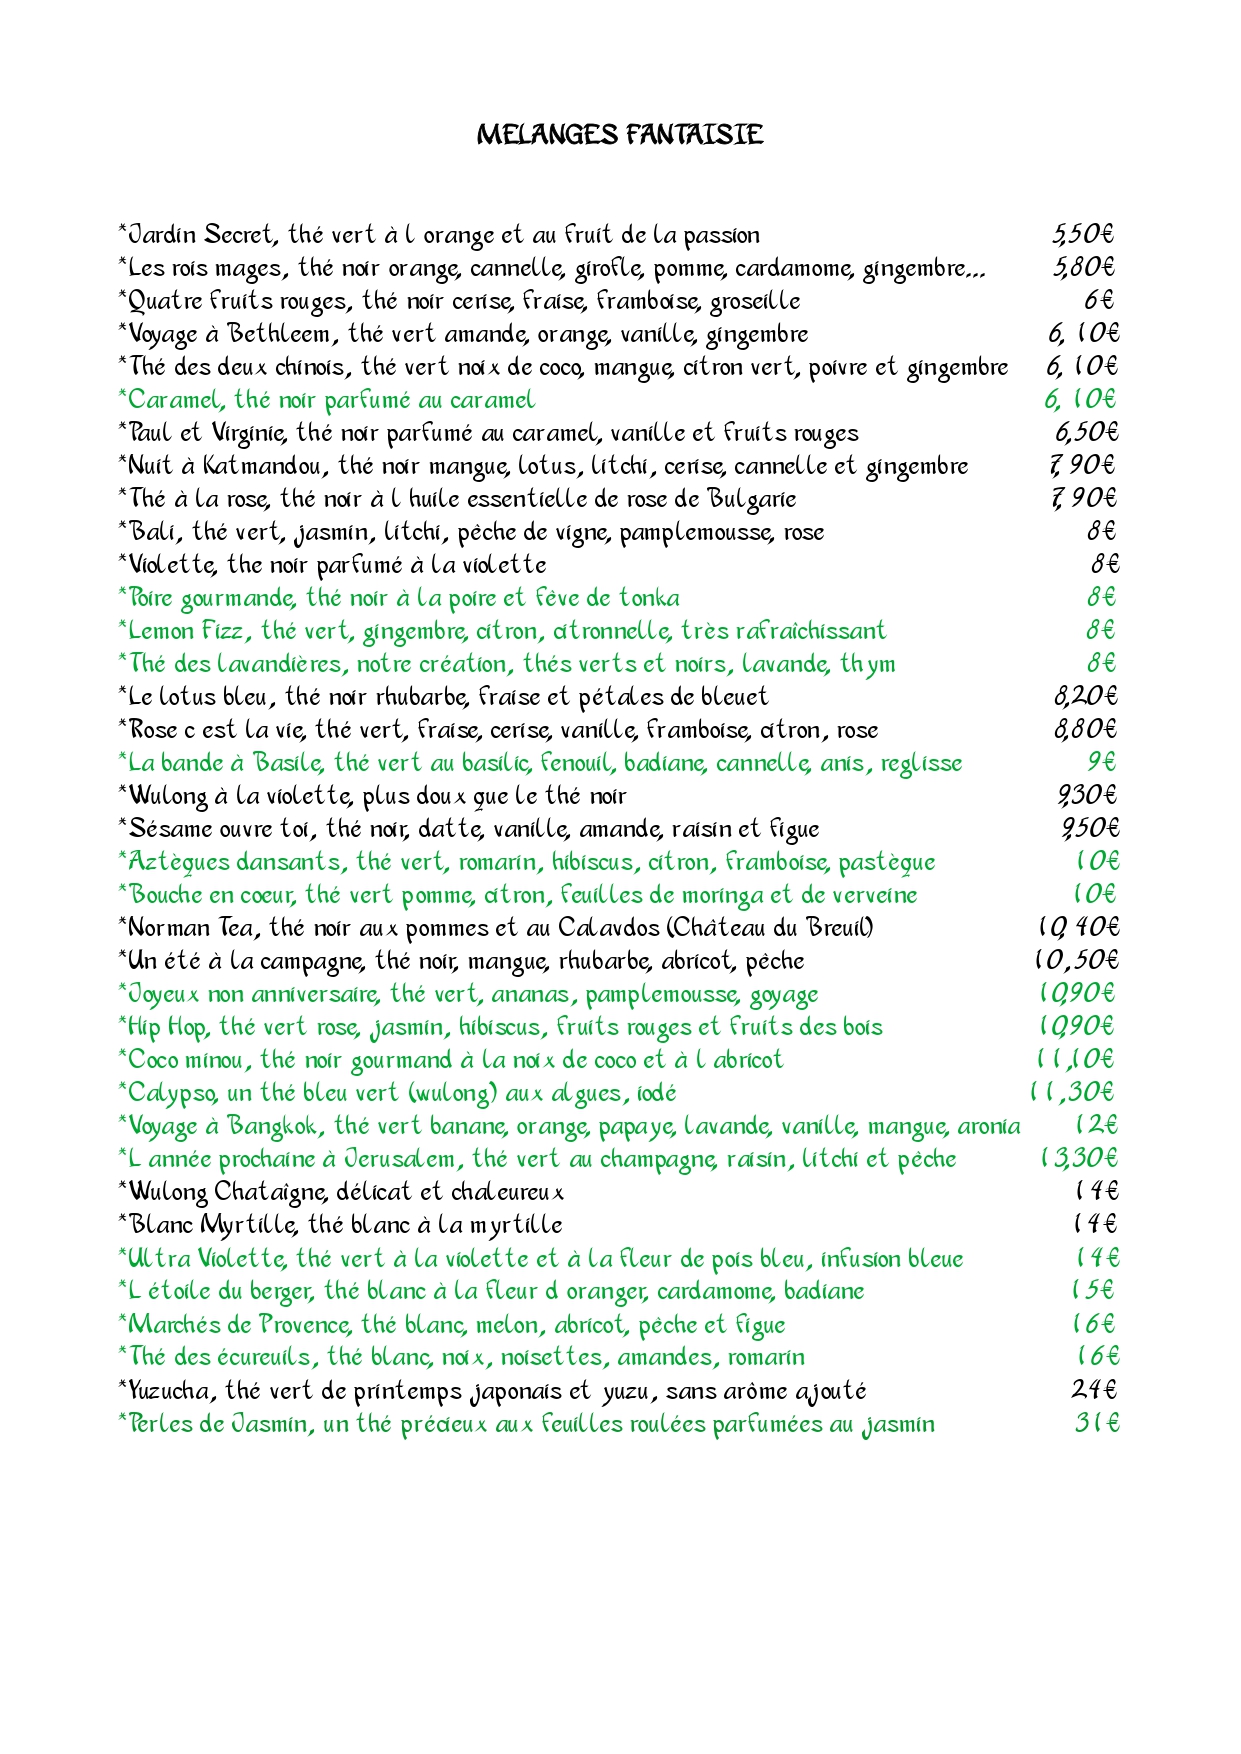 MELANGES FANTAISIE
*Jardin Secret, thé vert à l orange et au fruit de la passion 5,50€
*Les rois mages, thé noir orange, cannelle, girofle, pomme, cardamome, gingembre... 5,80€
*Quatre fruits rouges, thé noir cerise, fraise, framboise, groseille 6€
*Voyage à Bethleem, thé vert amande, orange, vanille, gingembre 6, 10€
*Thé des deux chinois, thé vert noix de coco, mangue, citron vert, poivre et gingembre 6, 10€
*Caramel, thé noir parfumé au caramel 6, 10€
*Paul et Virginie, thé noir parfumé au caramel, vanille et fruits rouges 6,50€
*Nuit à Katmandou, thé noir mangue, lotus, litchi, cerise, cannelle et gingembre 7, 90€
*Thé à la rose, thé noir à l huile essentielle de rose de Bulgarie 7, 90€
*Bali, thé vert, jasmin, litchi, pêche de vigne, pamplemousse, rose 8€
*Violette, the noir parfumé à la violette 8€
*Poire gourmande, thé noir à la poire et fêve de tonka 8€
*Lemon Fizz, thé vert, gingembre, citron, citronnelle, très rafraîchissant 8€
*Thé des lavandières, notre création, thés verts et noirs, lavande, thym 8€
*Le lotus bleu, thé noir rhubarbe, fraise et pétales de bleuet 8,20€
*Rose c est la vie, thé vert, fraise, cerise, vanille, framboise, citron, rose 8,80€
*La bande à Basile, thé vert au basilic, fenouil, badiane, cannelle, anis, reglisse 9€
*Wulong à la violette, plus doux que le thé noir 9,30€
*Sésame ouvre toi, thé noir, datte, vanille, amande, raisin et figue 9,50€
*Aztèques dansants, thé vert, romarin, hibiscus, citron, framboise, pastèque 10€
*Bouche en coeur, thé vert pomme, citron, feuilles de moringa et de verveine 10€
*Norman Tea, thé noir aux pommes et au Calavdos (Château du Breuil) 10, 40€
*Un été à la campagne, thé noir, mangue, rhubarbe, abricot, pêche 10,50€
*Joyeux non anniversaire, thé vert, ananas, pamplemousse, goyage 10,90€
*Hip Hop, thé vert rose, jasmin, hibiscus, fruits rouges et fruits des bois 10,90€
*Coco minou, thé noir gourmand à la noix de coco et à l abricot 11,10€
*Calypso, un thé bleu vert (wulong) aux algues, iodé 11,30€
*Voyage à Bangkok, thé vert banane, orange, papaye, lavande, vanille, mangue, aronia 12€
*L année prochaine à Jerusalem, thé vert au champagne, raisin, litchi et pêche 13,30€
*Wulong Chataîgne, délicat et chaleureux 14€
*Blanc Myrtille, thé blanc à la myrtille 14€
*Ultra Violette, thé vert à la violette et à la fleur de pois bleu, infusion bleue 14€
*L étoile du berger, thé blanc à la fleur d oranger, cardamome, badiane 15€
*Marchés de Provence, thé blanc, melon, abricot, pêche et figue 16€
*Thé des écureuils, thé blanc, noix, noisettes, amandes, romarin 16€
*Yuzucha, thé vert de printemps japonais et yuzu, sans arôme ajouté 24€
*Perles de Jasmin, un thé précieux aux feuilles roulées parfumées au jasmin 31€